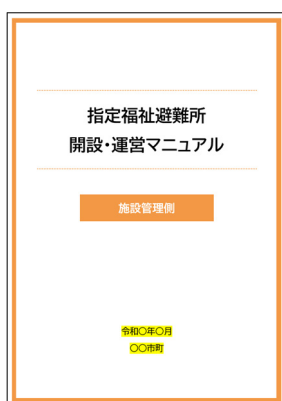 指定福祉避難所
開設・運営マニュアル
施設管理側
令和〇年〇月
〇〇市町